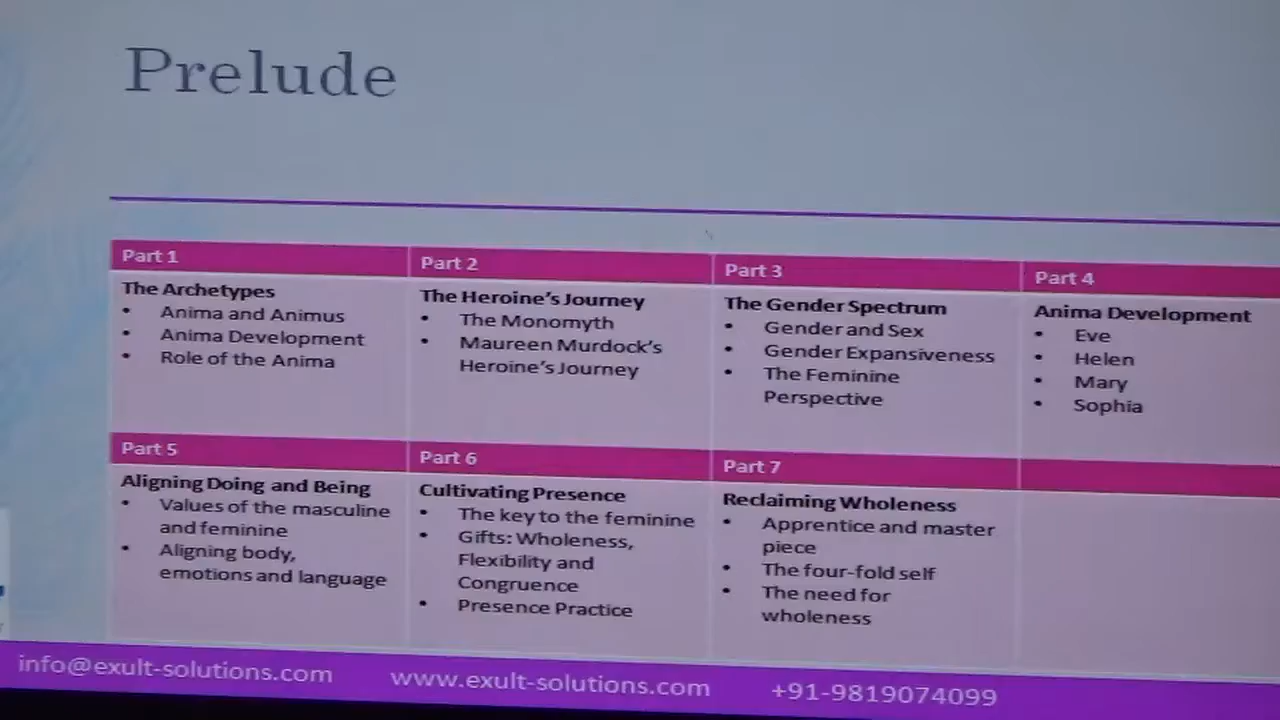 Prelude
Part 1
The Archetypes
• Anima and Animus
• Anima Development
• Role of the Anima
Part 2
The Heroine's Journey
• The Monomyth
• Maureen Murdock's
Heroine's Journey
Part 3
The Gender Spectrum
• Gender and Sex
• Gender Expansiveness
• The Feminine
Perspective
Part 4
Anima Development
• Eve
• Helen
• Mary
• Sophia
Part 5
Aligning Doing and Being
• Values of the masculine
and feminine
• Aligning body,
emotions and language
Part 6
Cultivating Presence
• The key to the feminine
• Gifts: Wholeness,
Flexibility and
Congruence
• Presence Practice
Part 7
Reclaiming Wholeness
• Apprentice and master
piece
• The four-fold self
• The need for
wholeness
info@exult-solutions.com www.exult-solutions.com +91-9819074099